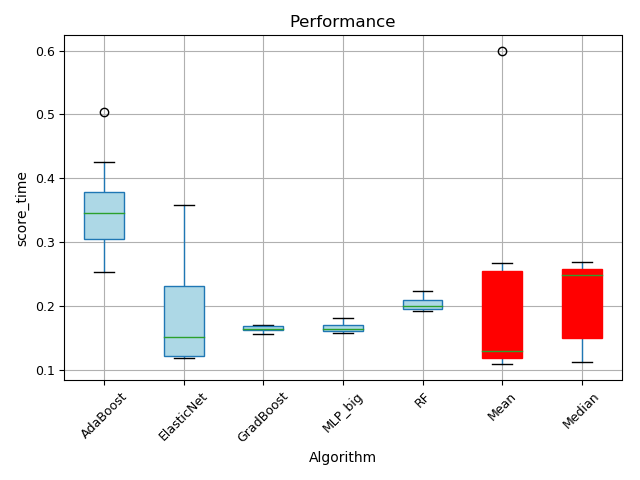 Performance
score_time
0.6
0.5
0.4
0.3
0.2
0.1
AdaBoost
ElasticNet
GradBoost
MLP_big
RF
Mean
Median
Algorithm